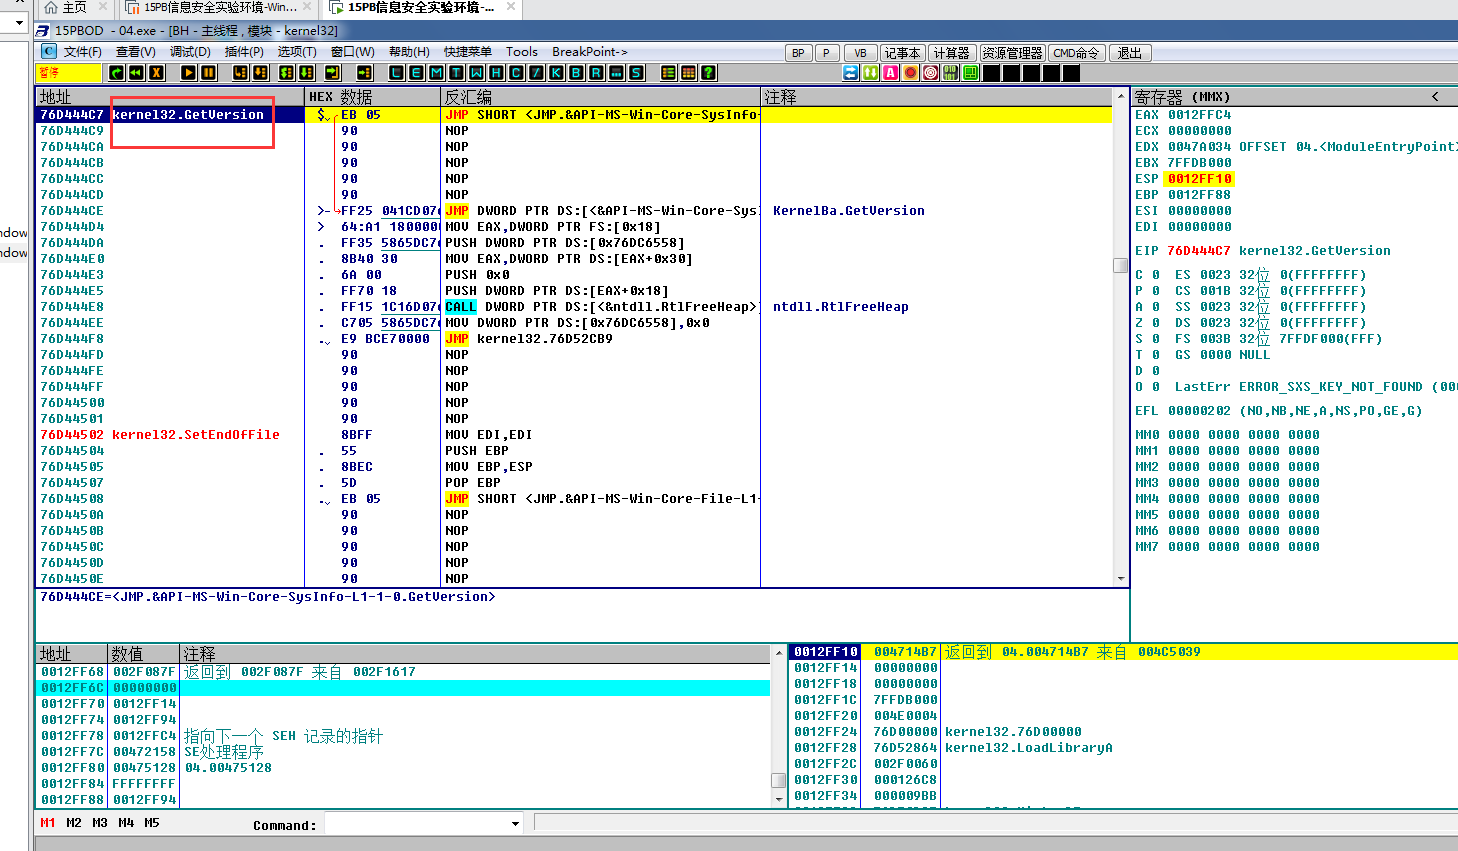 主页 × 15PB信息安全实验环境-Win... × 15PB信息安全实验环境-... ×
15PBOD - 04.exe - [BH - 主线程 , 模块 - kernel32]
C 文件(F) 查看(V) 调试(D) 插件(P) 选项(T) 窗口(W) 帮助(H) 快捷菜单 Tools BreakPoint-> BP P VB 记事本 计算器 资源管理器 CMD命令 退出
暂停 L E M T W H C / K B R ... S ?
地址 HEX 数据 反汇编 注释
76D444C7 kernel32.GetVersion $ EB 05 JMP SHORT <JMP.&API-MS-Win-Core-SysInfo-
76D444C9 90 NOP
76D444CA 90 NOP
76D444CB 90 NOP
76D444CC 90 NOP
76D444CD 90 NOP
76D444CE >- FF25 041CD07 JMP DWORD PTR DS:[<&API-MS-Win-Core-Sys KernelBa.GetVersion
76D444D4 > 64:A1 1800000 MOV EAX,DWORD PTR FS:[0x18]
76D444DA . FF35 5865DC7 PUSH DWORD PTR DS:[0x76DC6558]
76D444E0 . 8B40 30 MOV EAX,DWORD PTR DS:[EAX+0x30]
76D444E3 . 6A 00 PUSH 0x0
76D444E5 . FF70 18 PUSH DWORD PTR DS:[EAX+0x18]
76D444E8 . FF15 1C16D07 CALL DWORD PTR DS:[<&ntdll.RtlFreeHeap>] ntdll.RtlFreeHeap
76D444EE . C705 5865DC7 MOV DWORD PTR DS:[0x76DC6558],0x0
76D444F8 . E9 BCE70000 JMP kernel32.76D52CB9
76D444FD 90 NOP
76D444FE 90 NOP
76D444FF 90 NOP
76D44500 90 NOP
76D44501 90 NOP
76D44502 kernel32.SetEndOfFile 8BFF MOV EDI,EDI
76D44504 . 55 PUSH EBP
76D44505 . 8BEC MOV EBP,ESP
76D44507 . 5D POP EBP
76D44508 . EB 05 JMP SHORT <JMP.&API-MS-Win-Core-File-L1-
76D4450A 90 NOP
76D4450B 90 NOP
76D4450C 90 NOP
76D4450D 90 NOP
76D4450E 90 NOP
76D444CE=<JMP.&API-MS-Win-Core-SysInfo-L1-1-0.GetVersion>
寄存器 (MMX) <
EAX 0012FFC4
ECX 00000000
EDX 0047A034 OFFSET 04.<ModuleEntryPoint>
EBX 7FFDB000
ESP 0012FF10
EBP 0012FF88
ESI 00000000
EDI 00000000
EIP 76D444C7 kernel32.GetVersion
C 0 ES 0023 32位 0(FFFFFFFF)
P 0 CS 001B 32位 0(FFFFFFFF)
A 0 SS 0023 32位 0(FFFFFFFF)
Z 0 DS 0023 32位 0(FFFFFFFF)
S 0 FS 003B 32位 7FFDF000(FFF)
T 0 GS 0000 NULL
D 0
O 0 LastErr ERROR_SXS_KEY_NOT_FOUND (00
EFL 00000202 (NO,NB,NE,A,NS,PO,GE,G)
MM0 0000 0000 0000 0000
MM1 0000 0000 0000 0000
MM2 0000 0000 0000 0000
MM3 0000 0000 0000 0000
MM4 0000 0000 0000 0000
MM5 0000 0000 0000 0000
MM6 0000 0000 0000 0000
MM7 0000 0000 0000 0000
ndow
ndow
地址 数值 注释
0012FF68 002F087F 返回到 002F087F 来自 002F1617
0012FF6C 00000000
0012FF70 0012FF14
0012FF74 0012FF94
0012FF78 0012FFC4 指向下一个 SEH 记录的指针
0012FF7C 00472158 SE处理程序
0012FF80 00475128 04.00475128
0012FF84 FFFFFFFF
0012FF88 0012FF94
0012FF10 004714B7 返回到 04.004714B7 来自 004C5039
0012FF14 00000000
0012FF18 00000000
0012FF1C 7FFDB000
0012FF20 004E0004
0012FF24 76D00000 kernel32.76D00000
0012FF28 76D52864 kernel32.LoadLibraryA
0012FF2C 002F0060
0012FF30 000126C8
0012FF34 000009BB
M1 M2 M3 M4 M5 Command: